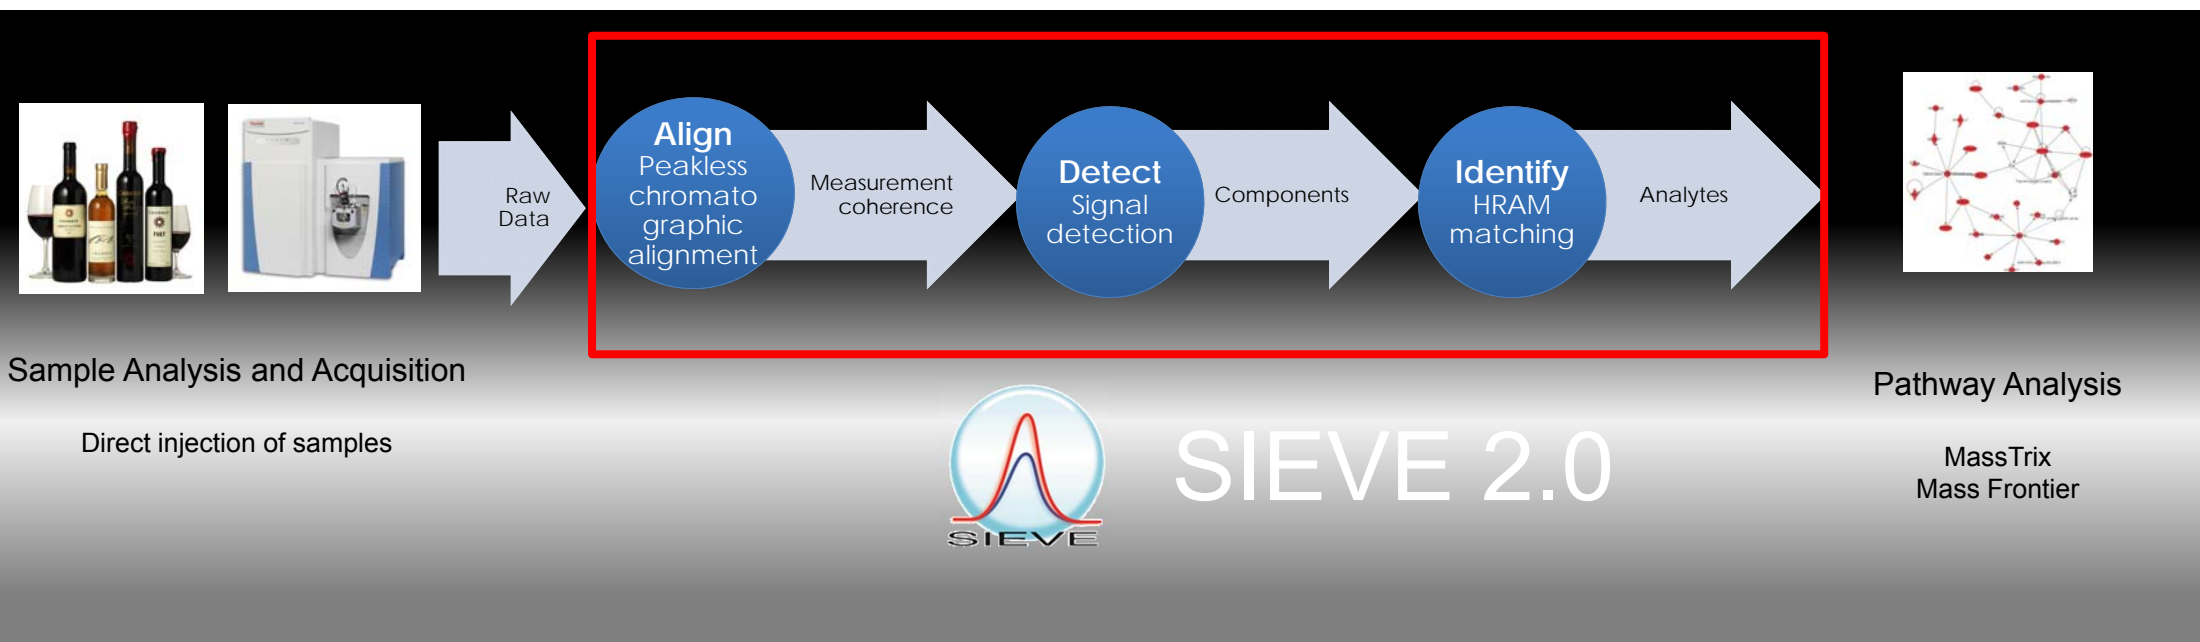 Raw
Data
Align
Peakless
chromato
graphic
alignment
Measurement
coherence
Detect
Signal
detection
Components
Identify
HRAM
matching
Analytes
Sample Analysis and Acquisition
Direct injection of samples
SIEVE
SIEVE 2.0
Pathway Analysis
MassTrix
Mass Frontier